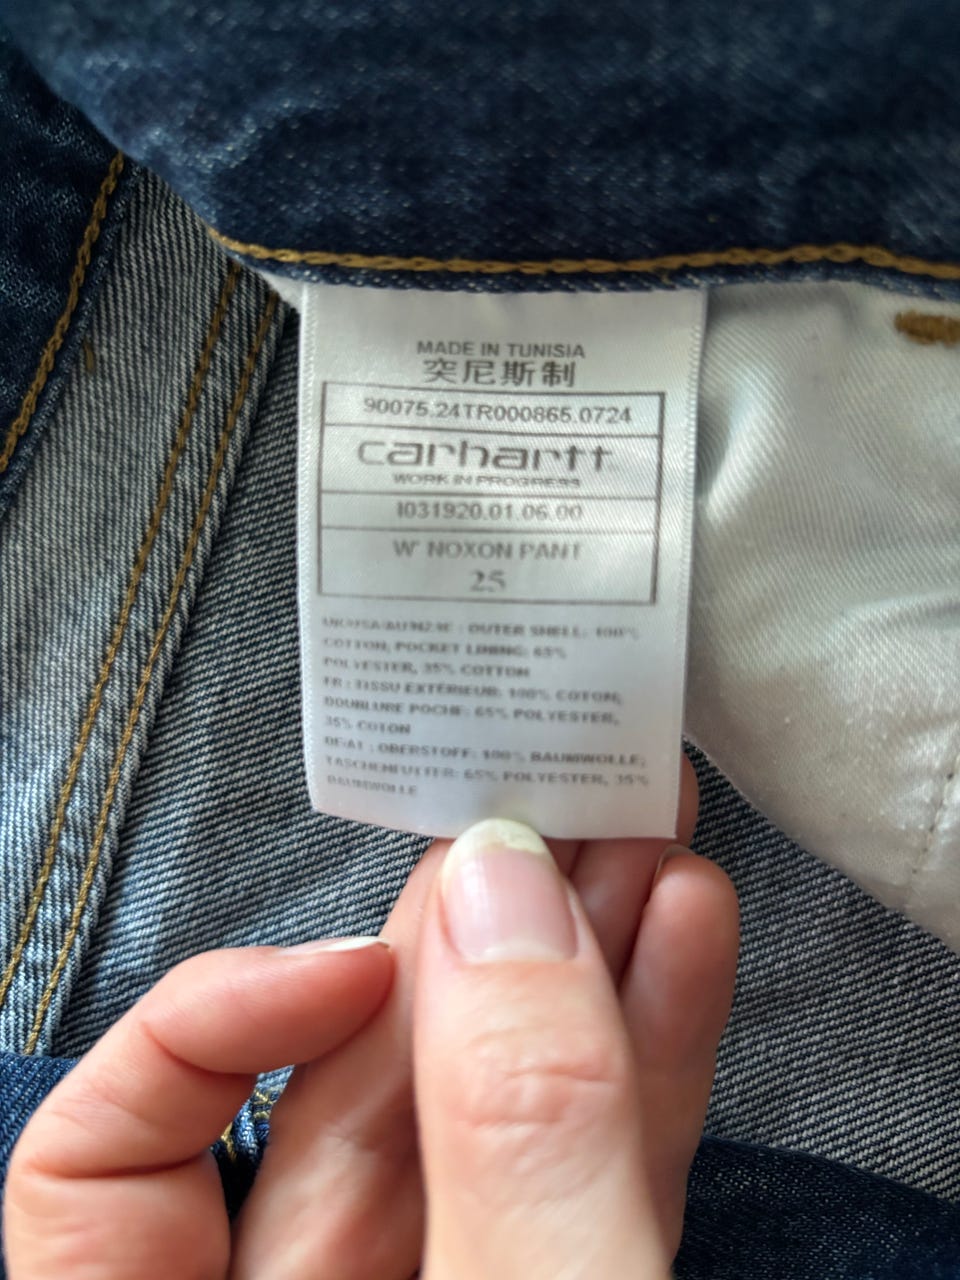 MADE IN TUNISIA
突尼斯制
90075.24TR000865.0724
carhartt
WORK IN PROGRESS
I031920.01.06.00
W' NOXON PANT
25
OUTER SHELL: 100%
COTTON; POCKET LINING: 65%
POLYESTER, 35% COTTON
FR : TISSU EXTÉRIEUR: 100% COTON;
DOUBLURE POCHE: 65% POLYESTER,
35% COTON
DE/AT : OBERSTOFF: 100% BAUMWOLLE;
TASCHENFUTTER: 65% POLYESTER, 35%
BAUMWOLLE